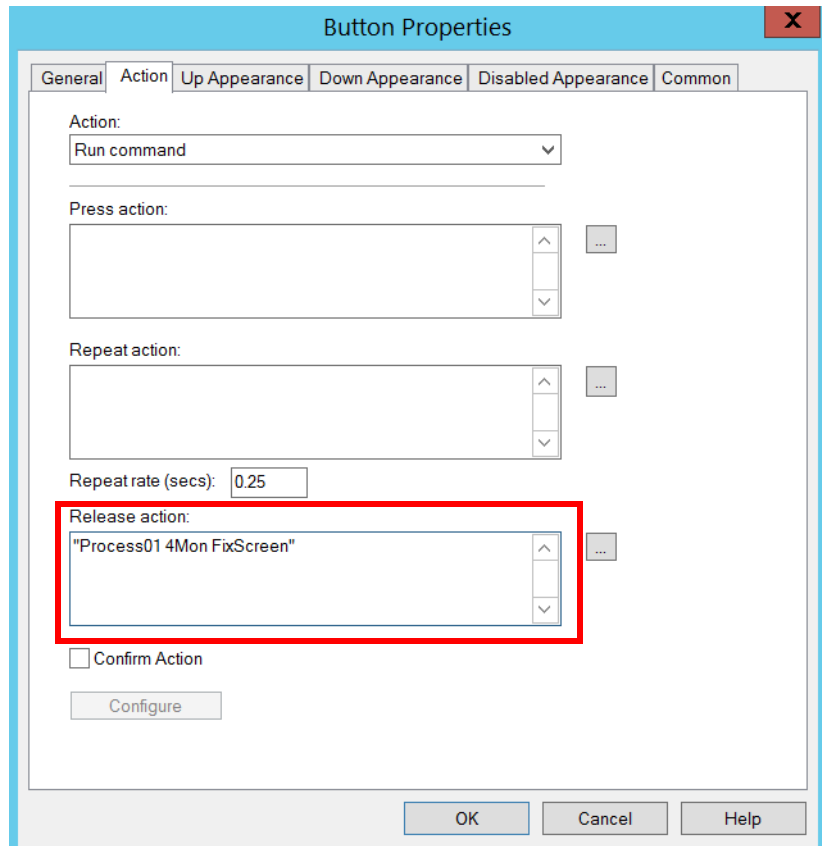 Button Properties
X
General Action Up Appearance Down Appearance Disabled Appearance Common
Action:
Run command
Press action:
...
Repeat action:
...
Repeat rate (secs): 0.25
Release action:
"Process01 4Mon FixScreen"
...
Confirm Action
Configure
OK Cancel Help